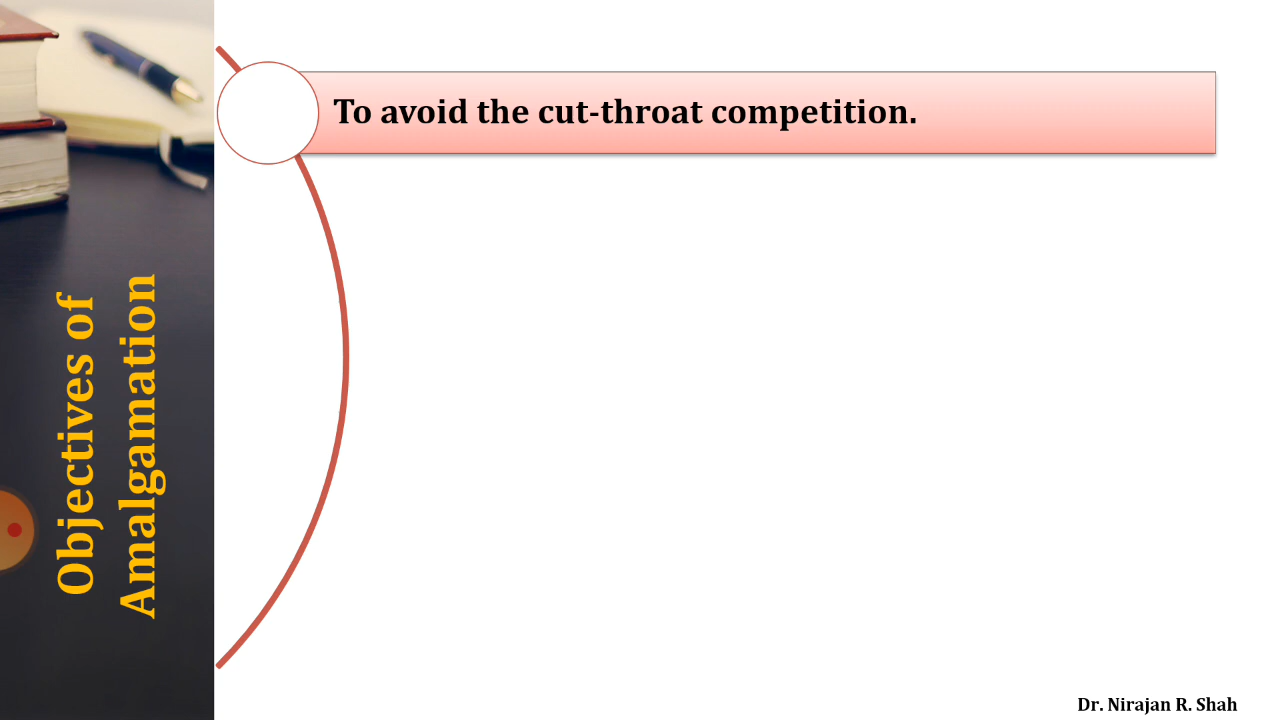 Objectives of
Amalgamation
To avoid the cut-throat competition.
Dr. Nirajan R. Shah